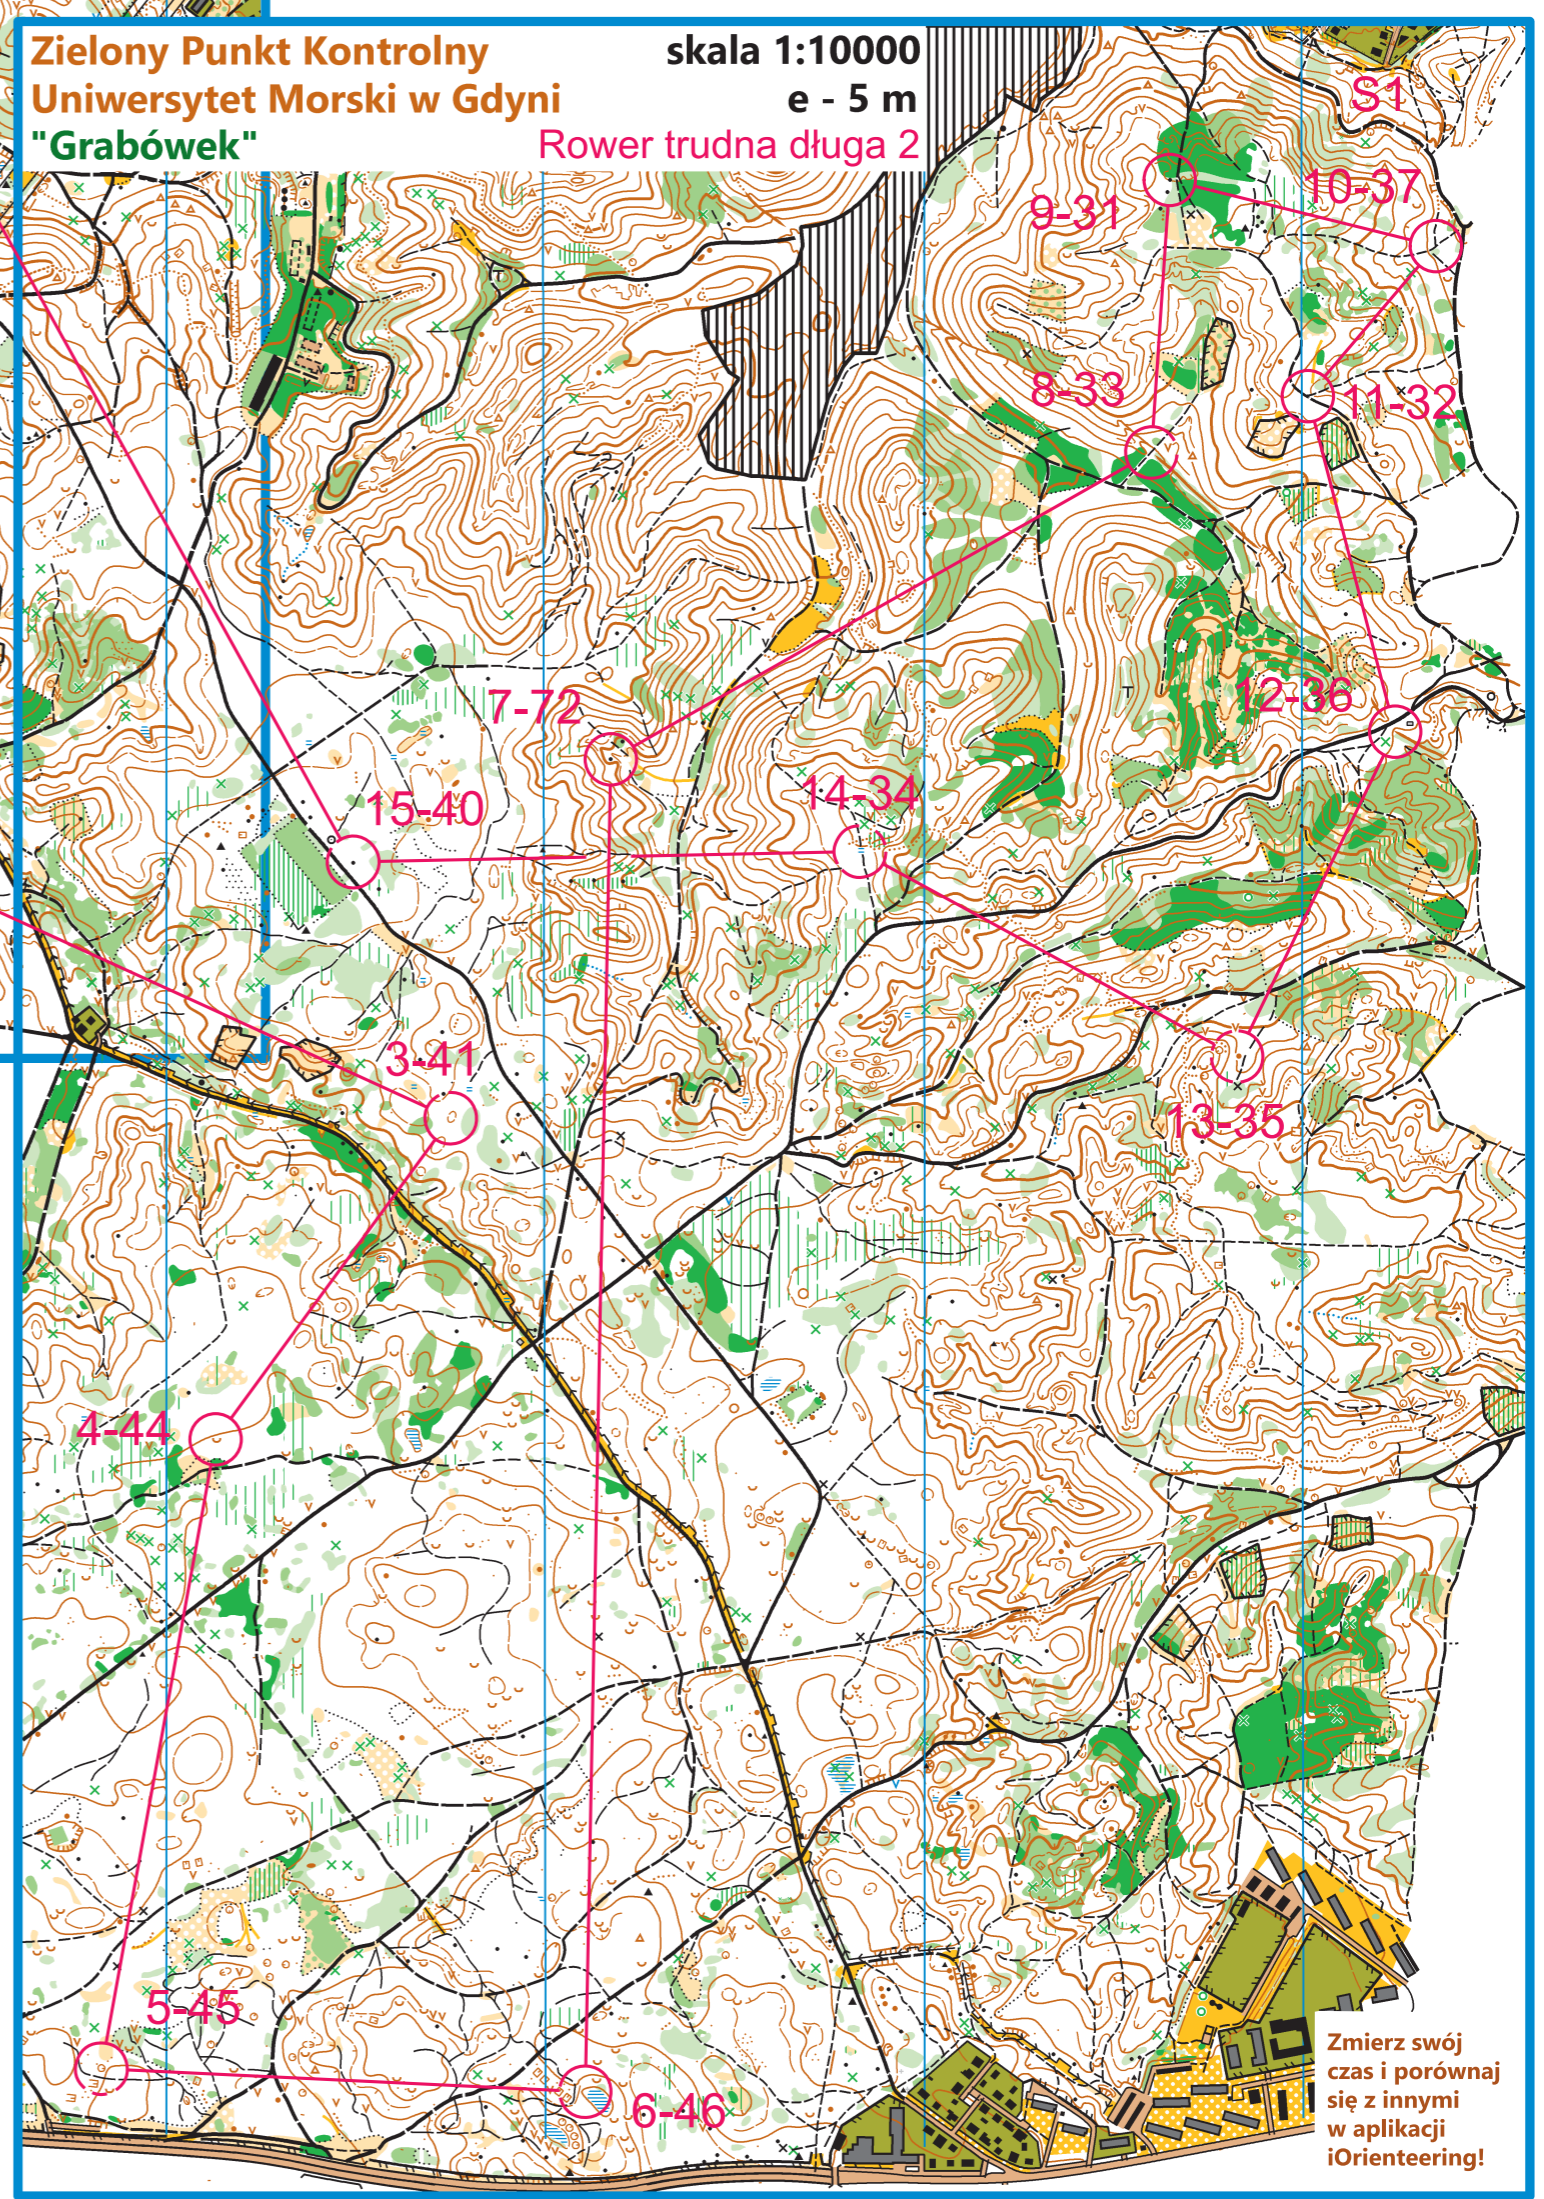 Zielony Punkt Kontrolny
Uniwersytet Morski w Gdyni
"Grabówek"
skala 1:10000
e - 5 m
Rower trudna długa 2
S1
9-31
10-37
8-33
11-32
12-36
7-72
14-34
15-40
3-41
13-35
4-44
5-45
6-46
Zmierz swój
czas i porównaj
się z innymi
w aplikacji
iOrienteering!